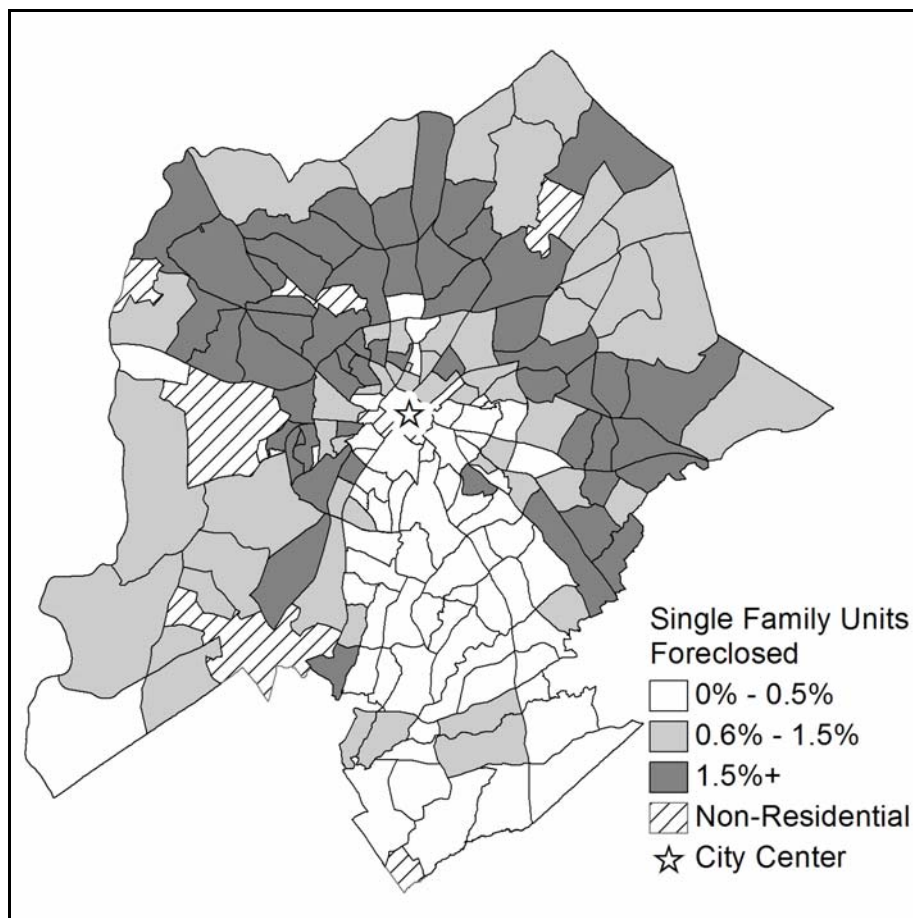 Single Family Units
Foreclosed
0% - 0.5%
0.6% - 1.5%
1.5%+
Non-Residential
City Center